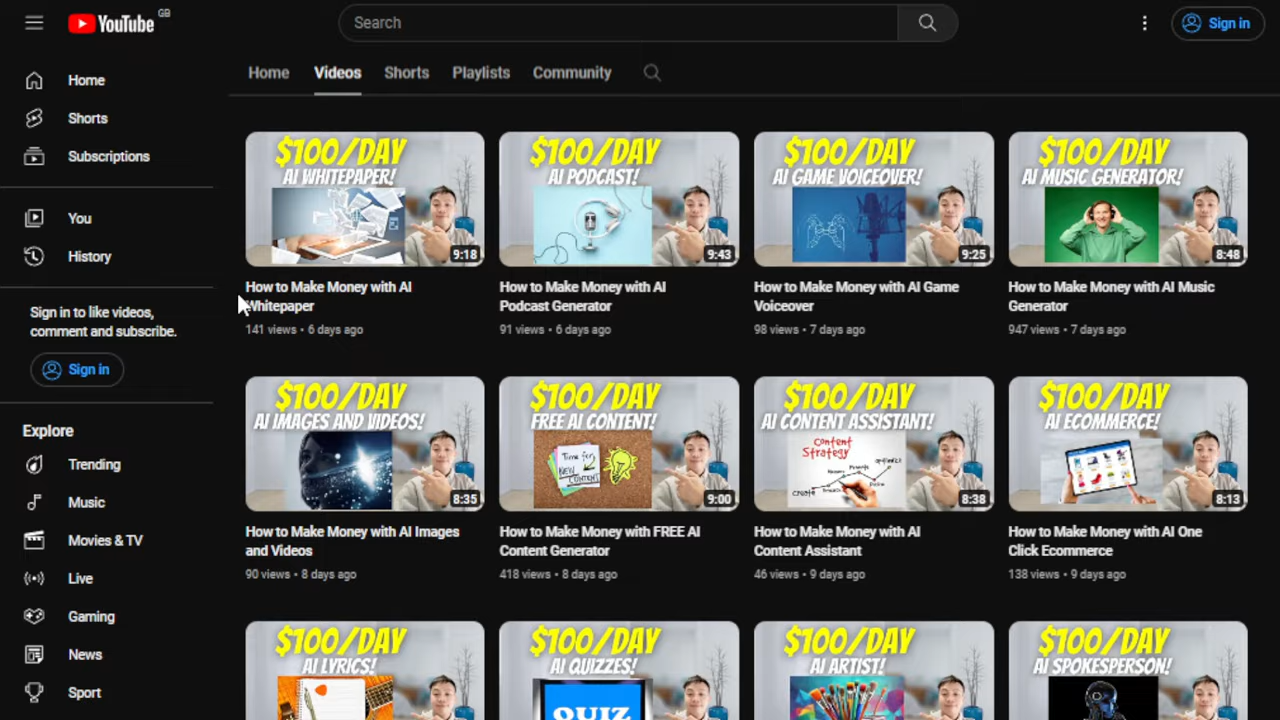 YouTube GB
Search
Sign in
Home
Shorts
Subscriptions
You
History
Sign in to like videos,
comment and subscribe.
Sign in
Explore
Trending
Music
Movies & TV
Live
Gaming
News
Sport
Home Videos Shorts Playlists Community
$100/DAY
AI WHITEPAPER!
9:18
How to Make Money with AI
Whitepaper
141 views • 6 days ago
$100/DAY
AI PODCAST!
9:43
How to Make Money with AI
Podcast Generator
91 views • 6 days ago
$100/DAY
AI GAME VOICEOVER!
9:25
How to Make Money with AI Game
Voiceover
98 views • 7 days ago
$100/DAY
AI MUSIC GENERATOR!
8:48
How to Make Money with AI Music
Generator
947 views • 7 days ago
$100/DAY
AI IMAGES AND VIDEOS!
8:35
How to Make Money with AI Images
and Videos
90 views • 8 days ago
$100/DAY
FREE AI CONTENT!
Time for
NEW
CONTENT
9:00
How to Make Money with FREE AI
Content Generator
418 views • 8 days ago
$100/DAY
AI CONTENT ASSISTANT!
Content
Strategy
create
Promote
optimize
8:38
How to Make Money with AI
Content Assistant
46 views • 9 days ago
$100/DAY
AI ECOMMERCE!
8:13
How to Make Money with AI One
Click Ecommerce
138 views • 9 days ago
$100/DAY
AI LYRICS!
$100/DAY
AI QUIZZES!
QUIZ
$100/DAY
AI ARTIST!
$100/DAY
AI SPOKESPERSON!